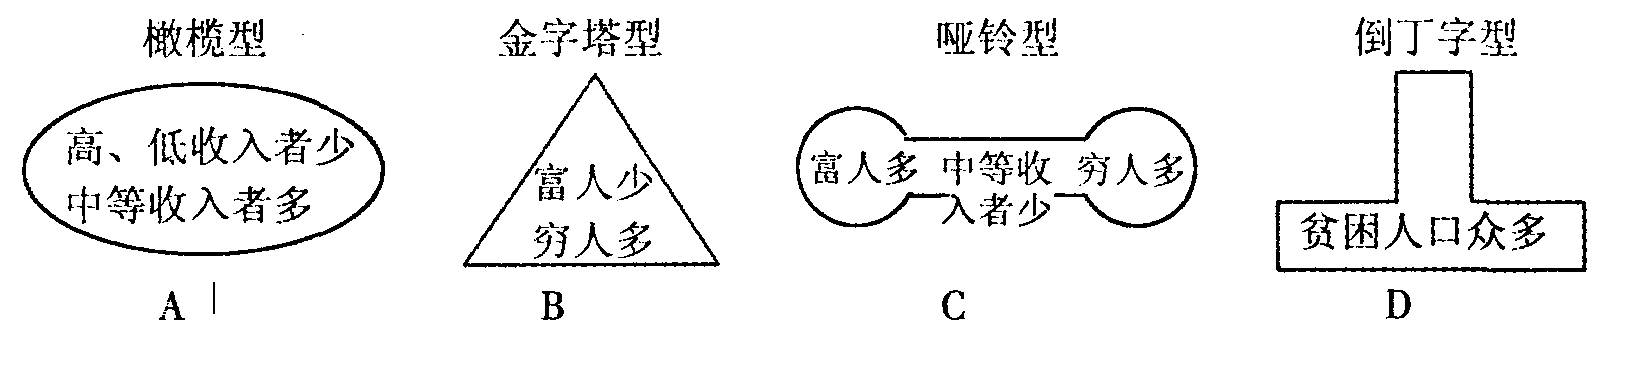 橄榄型
高、低收入者少
中等收入者多
A
金字塔型
富人少
穷人多
B
哑铃型
富人多
中等收
入者少
穷人多
C
倒丁字型
贫困人口众多
D